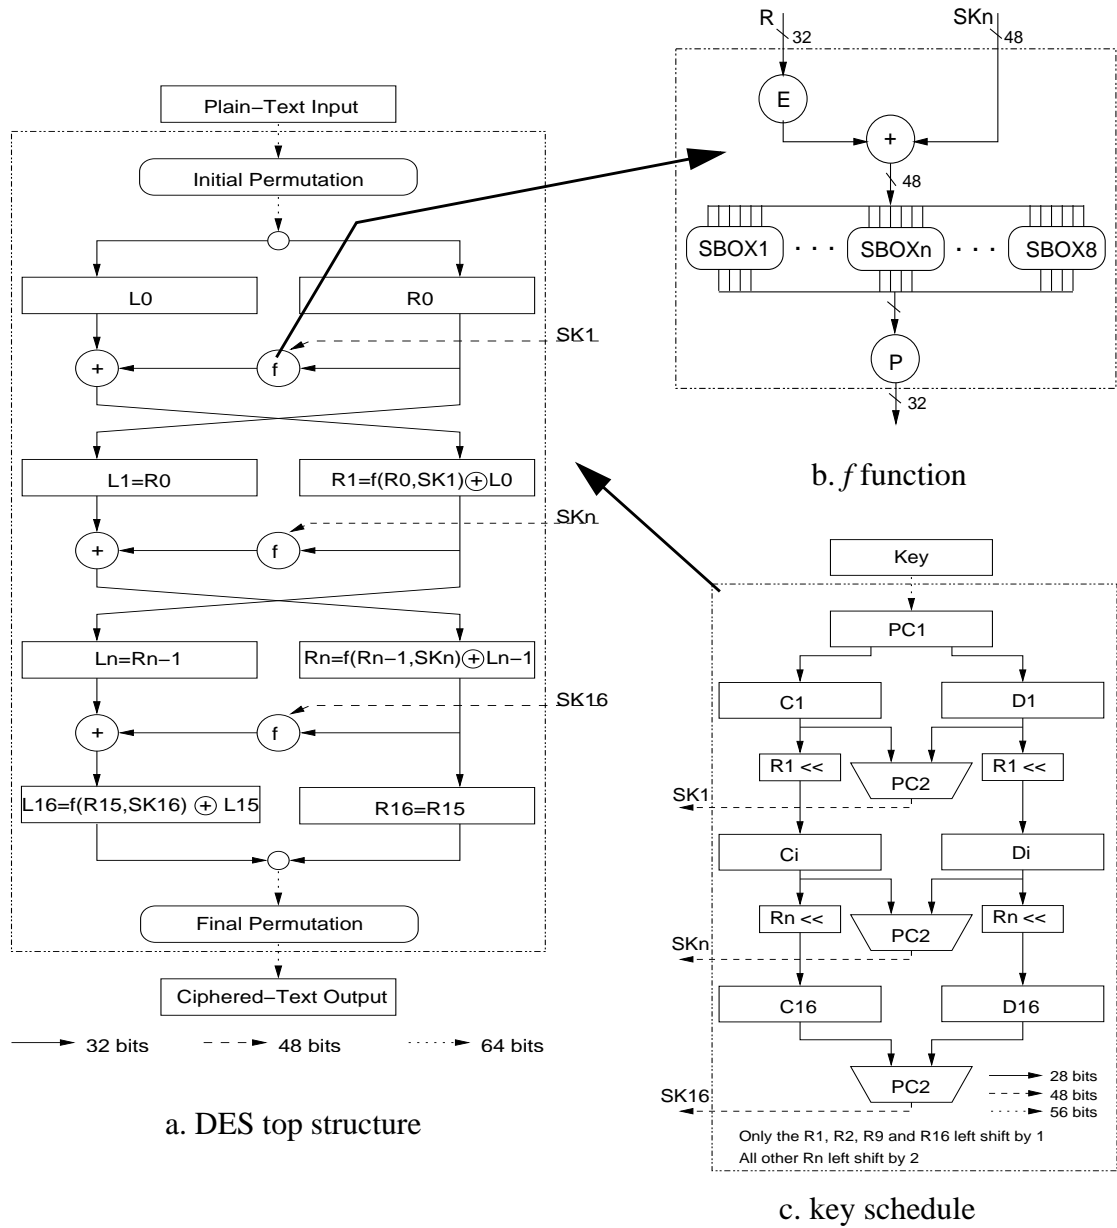 Plain−Text Input
Initial Permutation
L0
R0
SK1
+
f
L1=R0
R1=f(R0,SK1)⊕L0
SKn
+
f
Ln=Rn−1
Rn=f(Rn−1,SKn)⊕Ln−1
SK16
+
f
L16=f(R15,SK16) ⊕ L15
R16=R15
Final Permutation
Ciphered−Text Output
32 bits
48 bits
64 bits
a. DES top structure
R
SKn
32
48
E
+
48
SBOX1
· · ·
SBOXn
· · ·
SBOX8
P
32
b. f function
Key
PC1
C1
D1
R1 <<
PC2
R1 <<
SK1
Ci
Di
Rn <<
PC2
Rn <<
SKn
C16
D16
PC2
SK16
28 bits
48 bits
56 bits
Only the R1, R2, R9 and R16 left shift by 1
All other Rn left shift by 2
c. key schedule